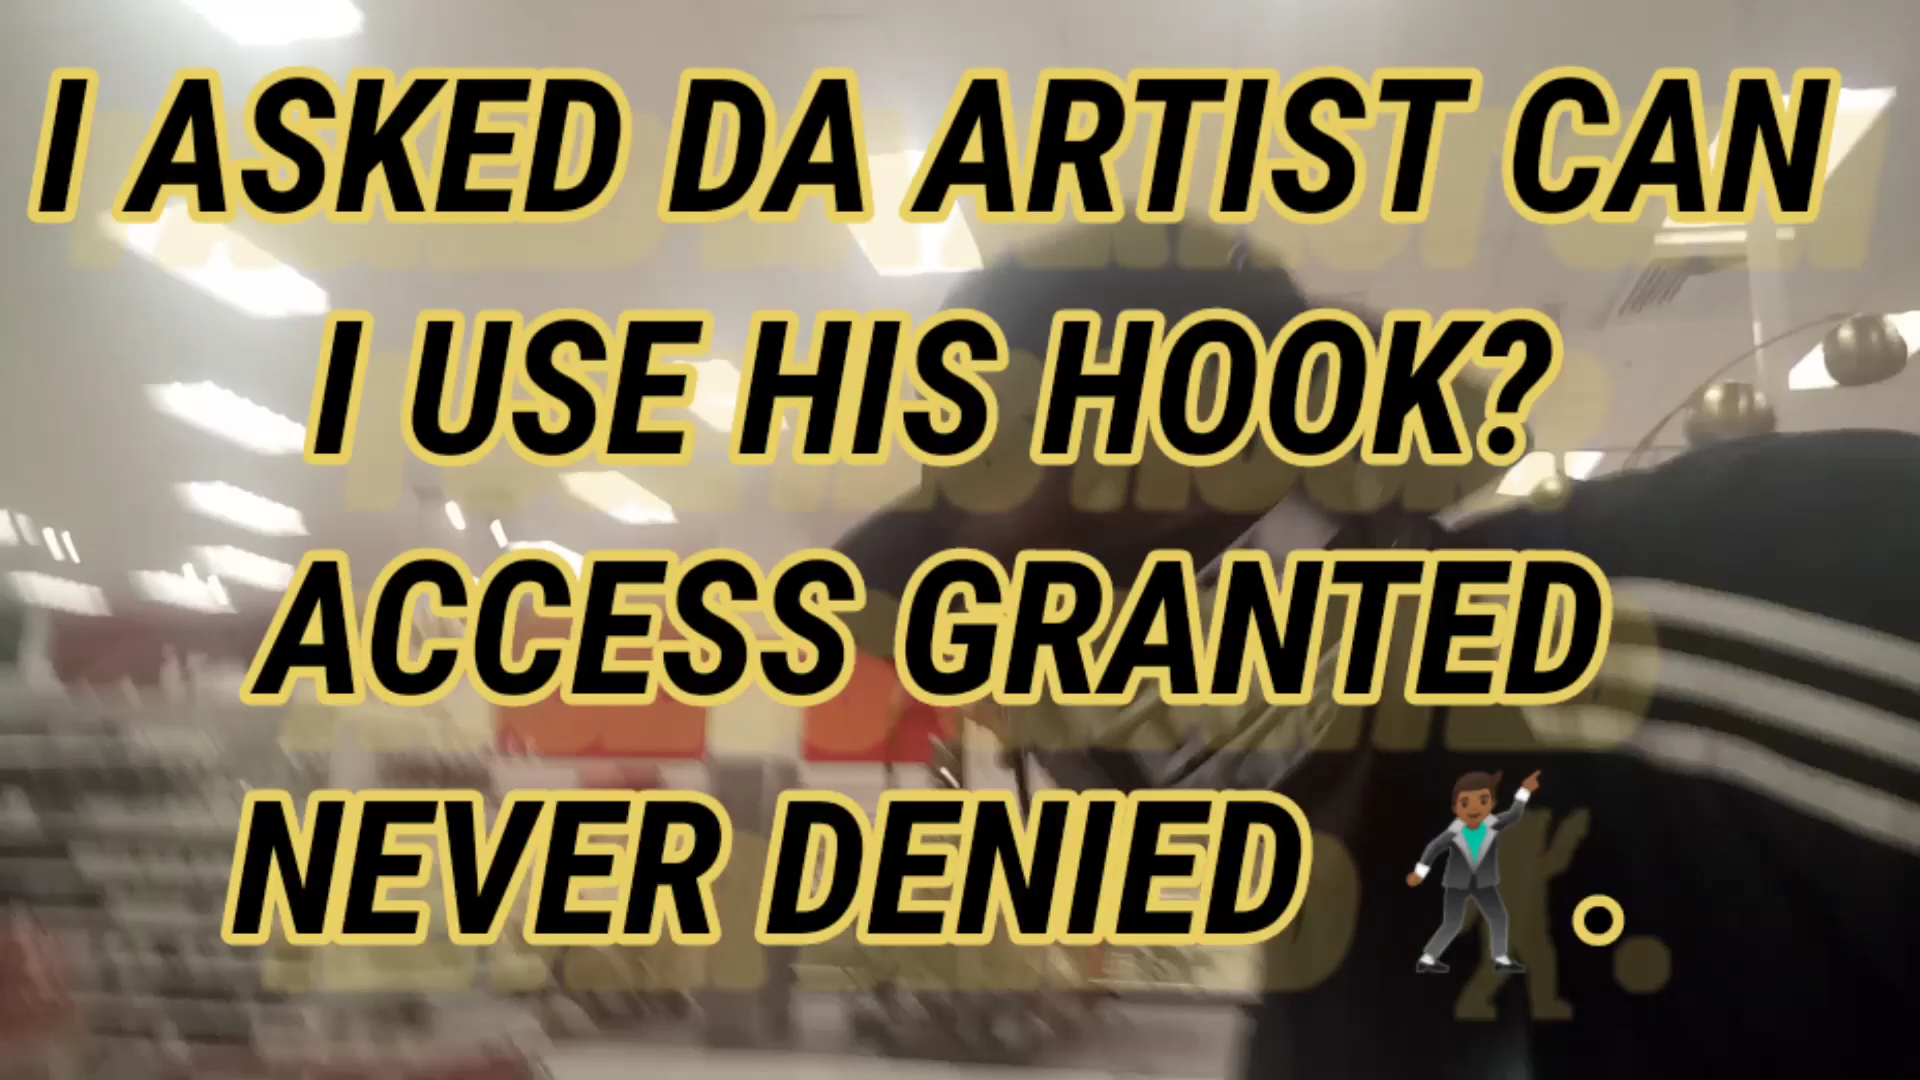 I ASKED DA ARTIST CAN
I USE HIS HOOK?
ACCESS GRANTED
NEVER DENIED 🕺🏾.